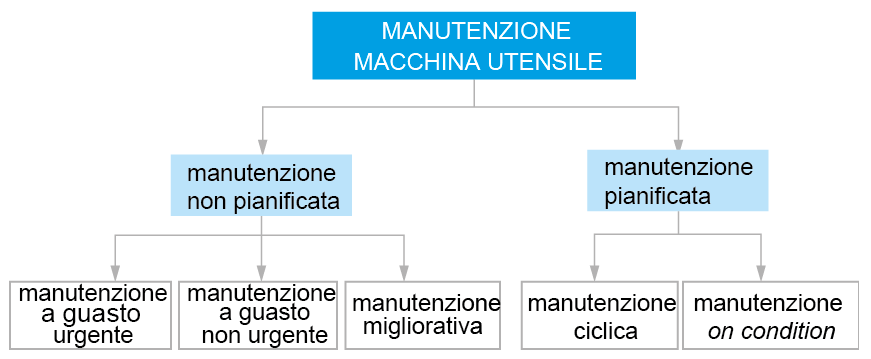 MANUTENZIONE
MACCHINA UTENSILE
manutenzione
non pianificata
manutenzione
pianificata
manutenzione
a guasto
urgente
manutenzione
a guasto
non urgente
manutenzione
migliorativa
manutenzione
ciclica
manutenzione
on condition